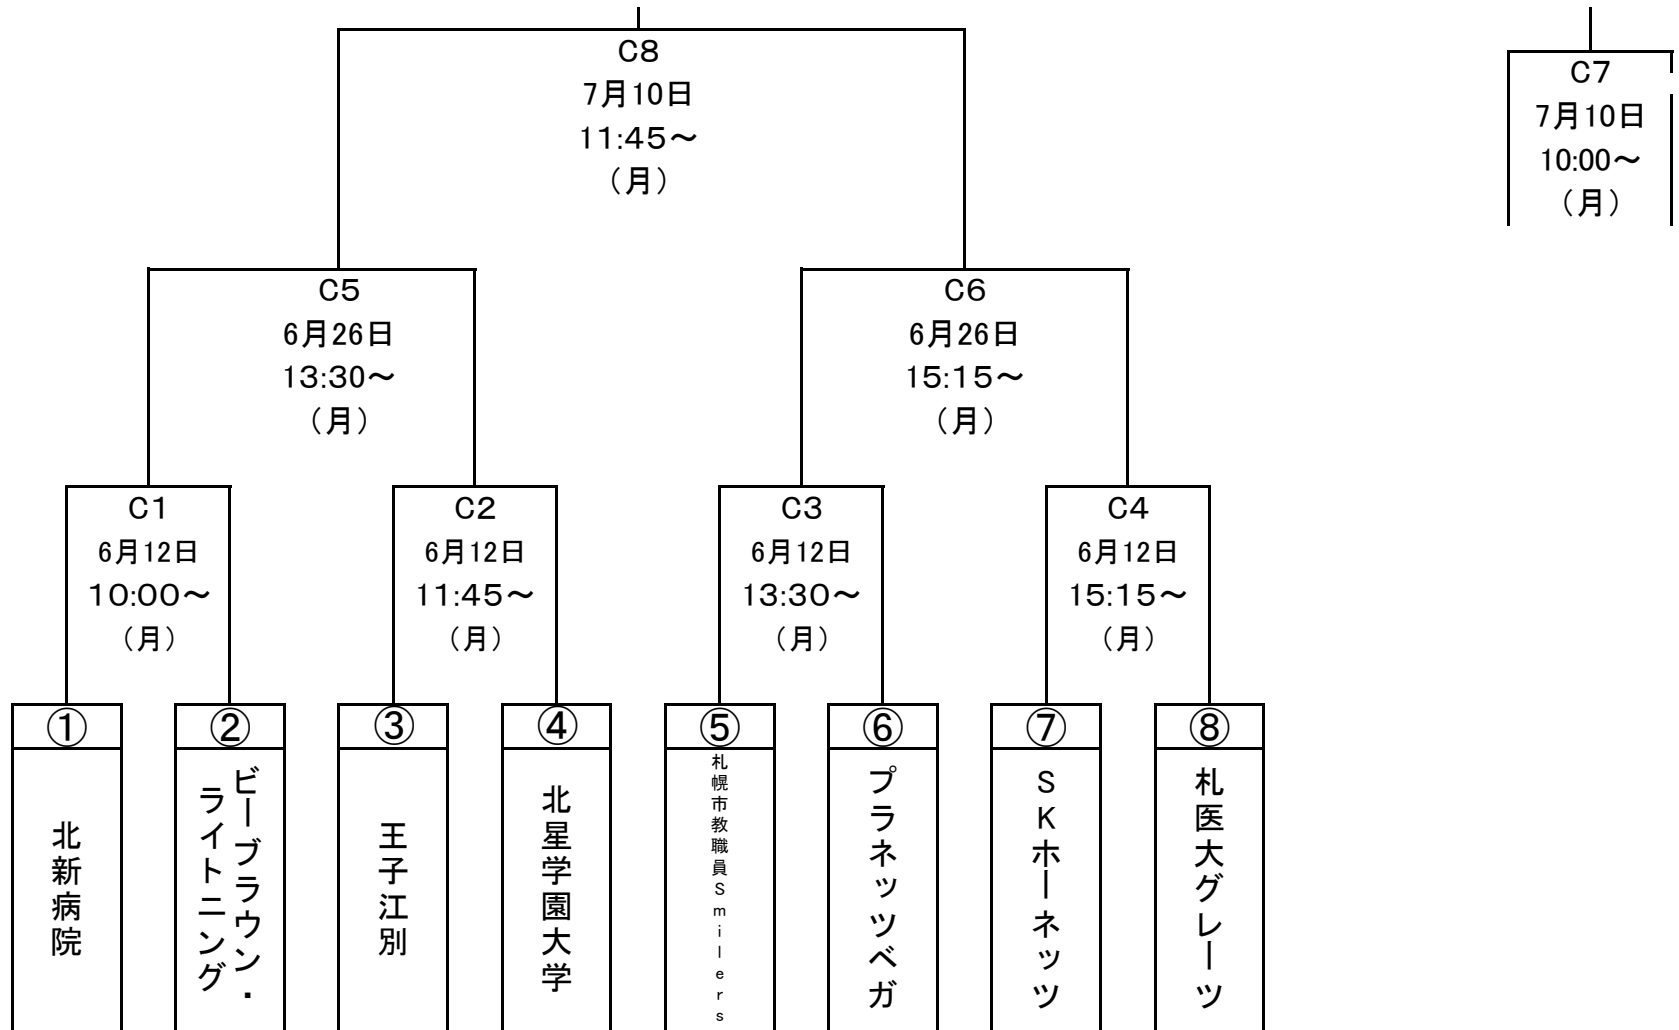 C8
7月10日
11:45～
（月）
C7
7月10日
10:00～
（月）
C5
6月26日
13:30～
（月）
C6
6月26日
15:15～
（月）
C1
6月12日
10:00～
（月）
C2
6月12日
11:45～
（月）
C3
6月12日
13:30～
（月）
C4
6月12日
15:15～
（月）
①
北新病院
②
ビーブラウン・
ライトニング
③
王子江別
④
北星学園大学
⑤
札幌市教職員Smilers
⑥
プラネッツベガ
⑦
SKホーネッツ
⑧
札医大グレーツ